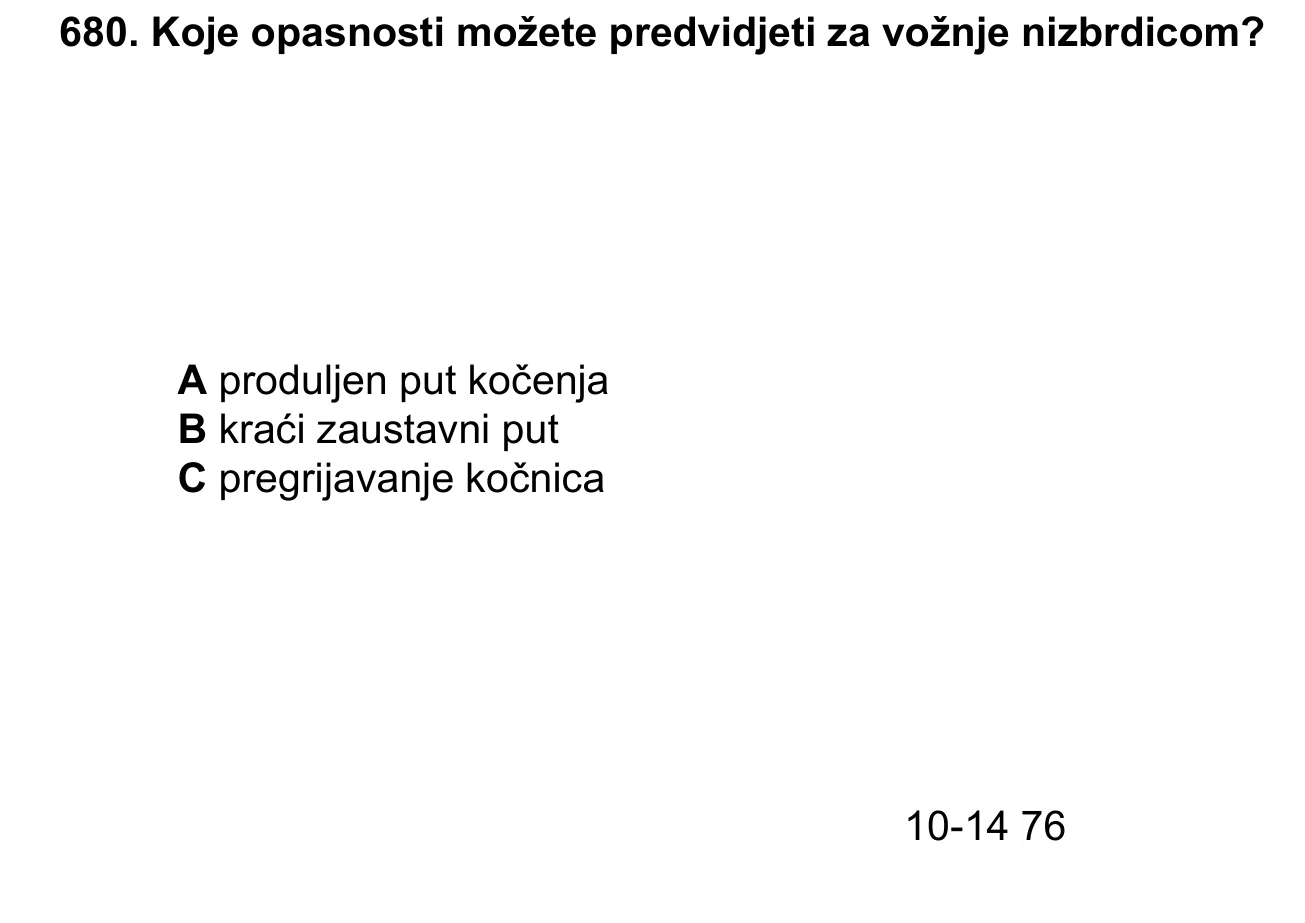 680. Koje opasnosti možete predvidjeti za vožnje nizbrdicom?
A produljen put kočenja
B kraći zaustavni put
C pregrijavanje kočnica
10-14 76